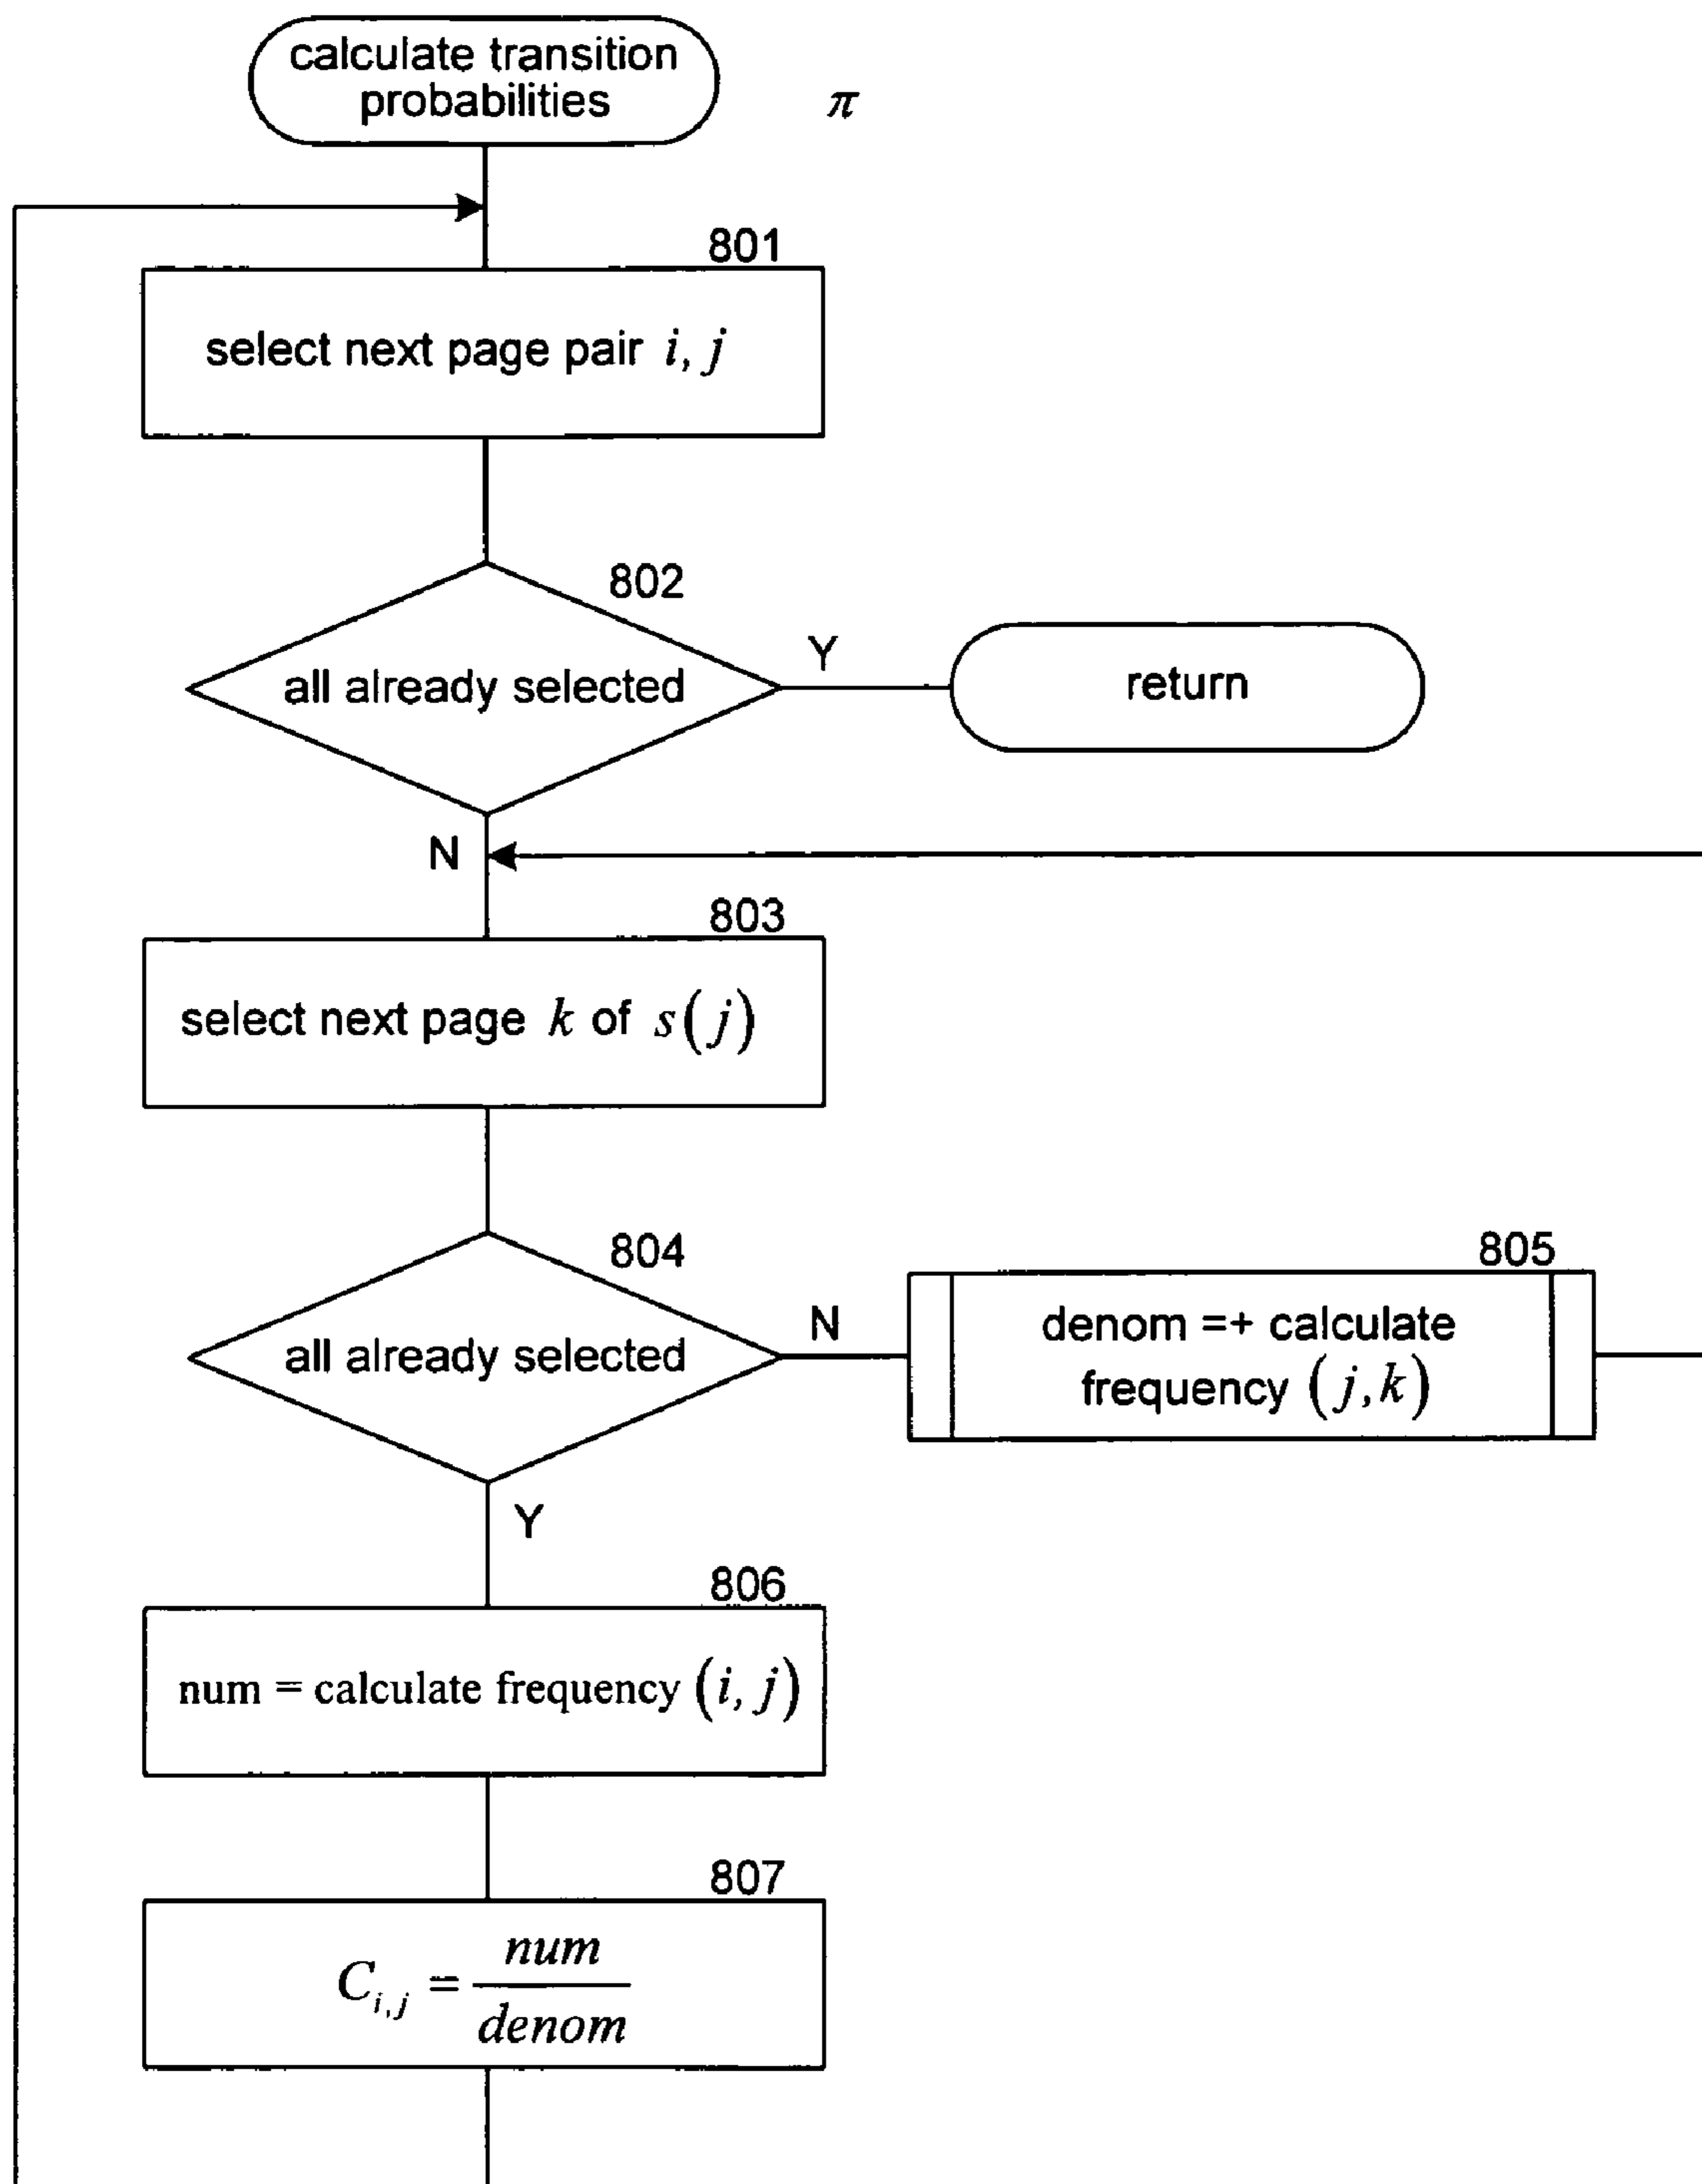 calculate transition
probabilities
π
801
select next page pair i, j
802
all already selected
Y
return
N
803
select next page k of s(j)
804
all already selected
N
805
denom =+ calculate
frequency (j,k)
Y
806
num = calculate frequency (i, j)
807
C_{i,j} = num
denom